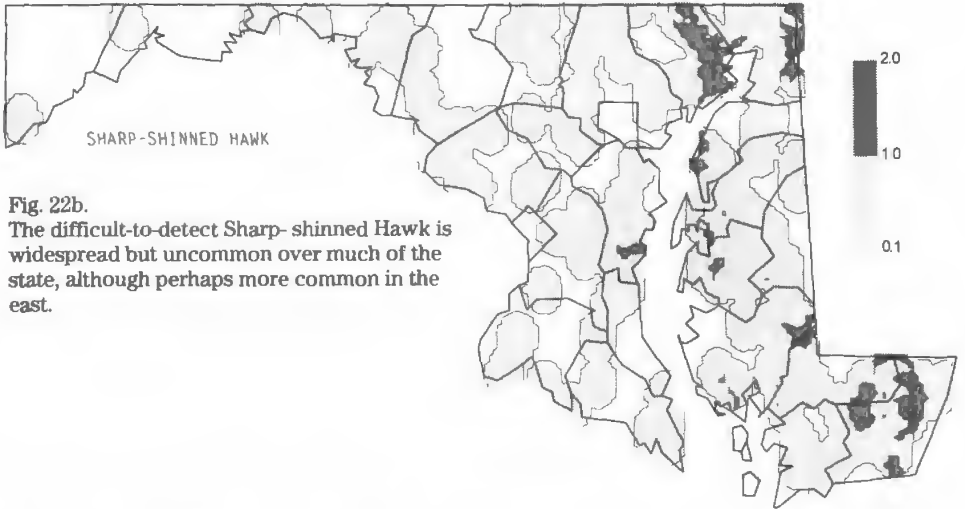 SHARP-SHINNED HAWK
Fig. 22b.
The difficult-to-detect Sharp- shinned Hawk is
widespread but uncommon over much of the
state, although perhaps more common in the
east.
2.0
1.0
0.1